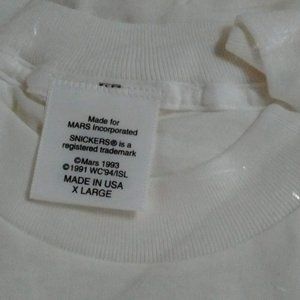 Made for
MARS Incorporated
SNICKERS® is a
registered trademark
©Mars 1993
©1991 WC'94/ISL
MADE IN USA
X LARGE